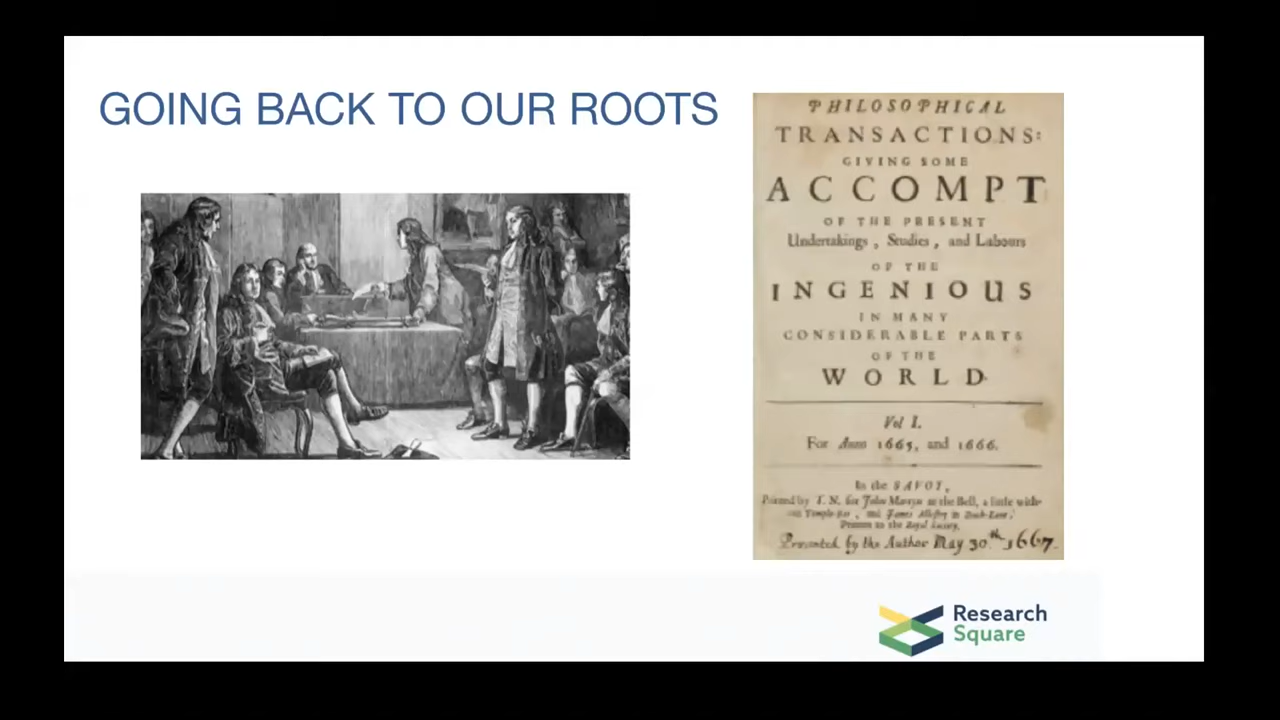 GOING BACK TO OUR ROOTS
PHILOSOPHICAL
TRANSACTIONS:
GIVING SOME
ACCOMPT
OF THE PRESENT
Undertakings, Studies, and Labours
OF THE
INGENIOUS
IN MANY
CONSIDERABLE PARTS
OF THE
WORLD
Vol I.
For Anno 1665, and 1666.
In the SAVOY,
Printed by T. N. for John Martyn at the Bell, a little with-
out Temple-Bar, and James Allestry in Duck-Lane,
Printers to the Royal Society.
Presented by the Author May 30.th 1667.
Research
Square